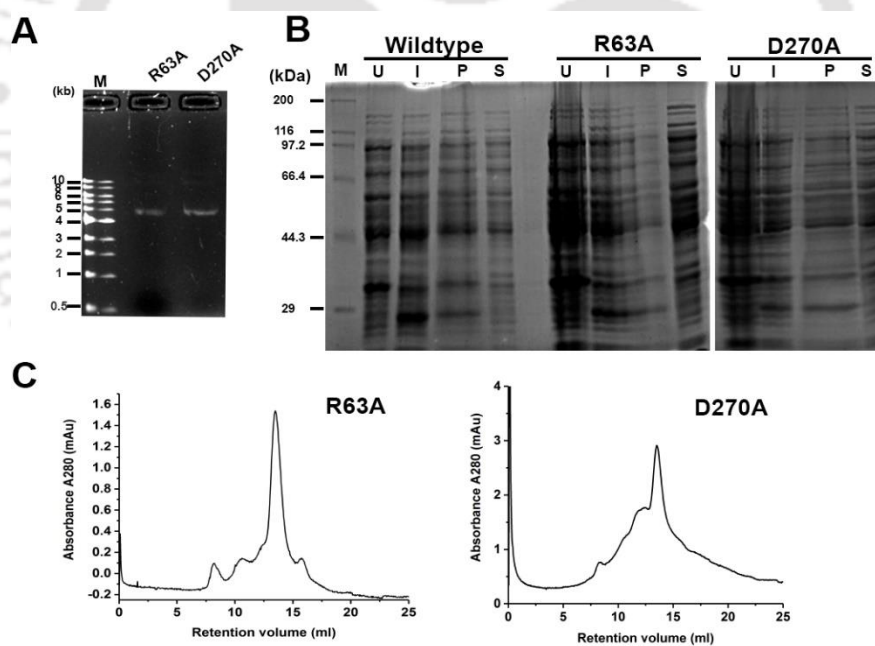 A
R63A
D270A
M
(kb)
10
8
6
5
4
3
2
1
0.5
B
Wildtype
R63A
D270A
(kDa)
M
U I P S
U I P S
U I P S
200
116
97.2
66.4
44.3
29
C
R63A
1.6
1.4
1.2
1.0
0.8
0.6
0.4
0.2
0.0
-0.2
Absorbance A280 (mAu)
0 5 10 15 20 25
Retention volume (ml)
D270A
4
3
2
1
0
Absorbance A280 (mAu)
0 5 10 15 20 25
Retention volume (ml)